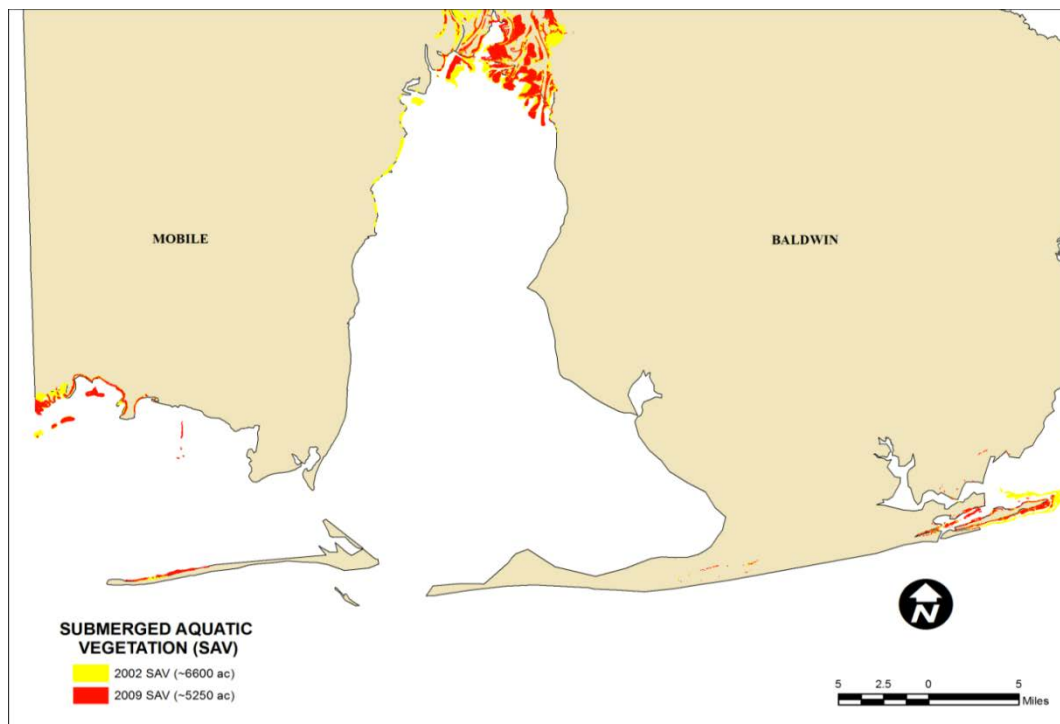 MOBILE
BALDWIN
N
SUBMERGED AQUATIC
VEGETATION (SAV)
2002 SAV (~6600 ac)
2009 SAV (~5250 ac)
5 2.5 0 5
Miles